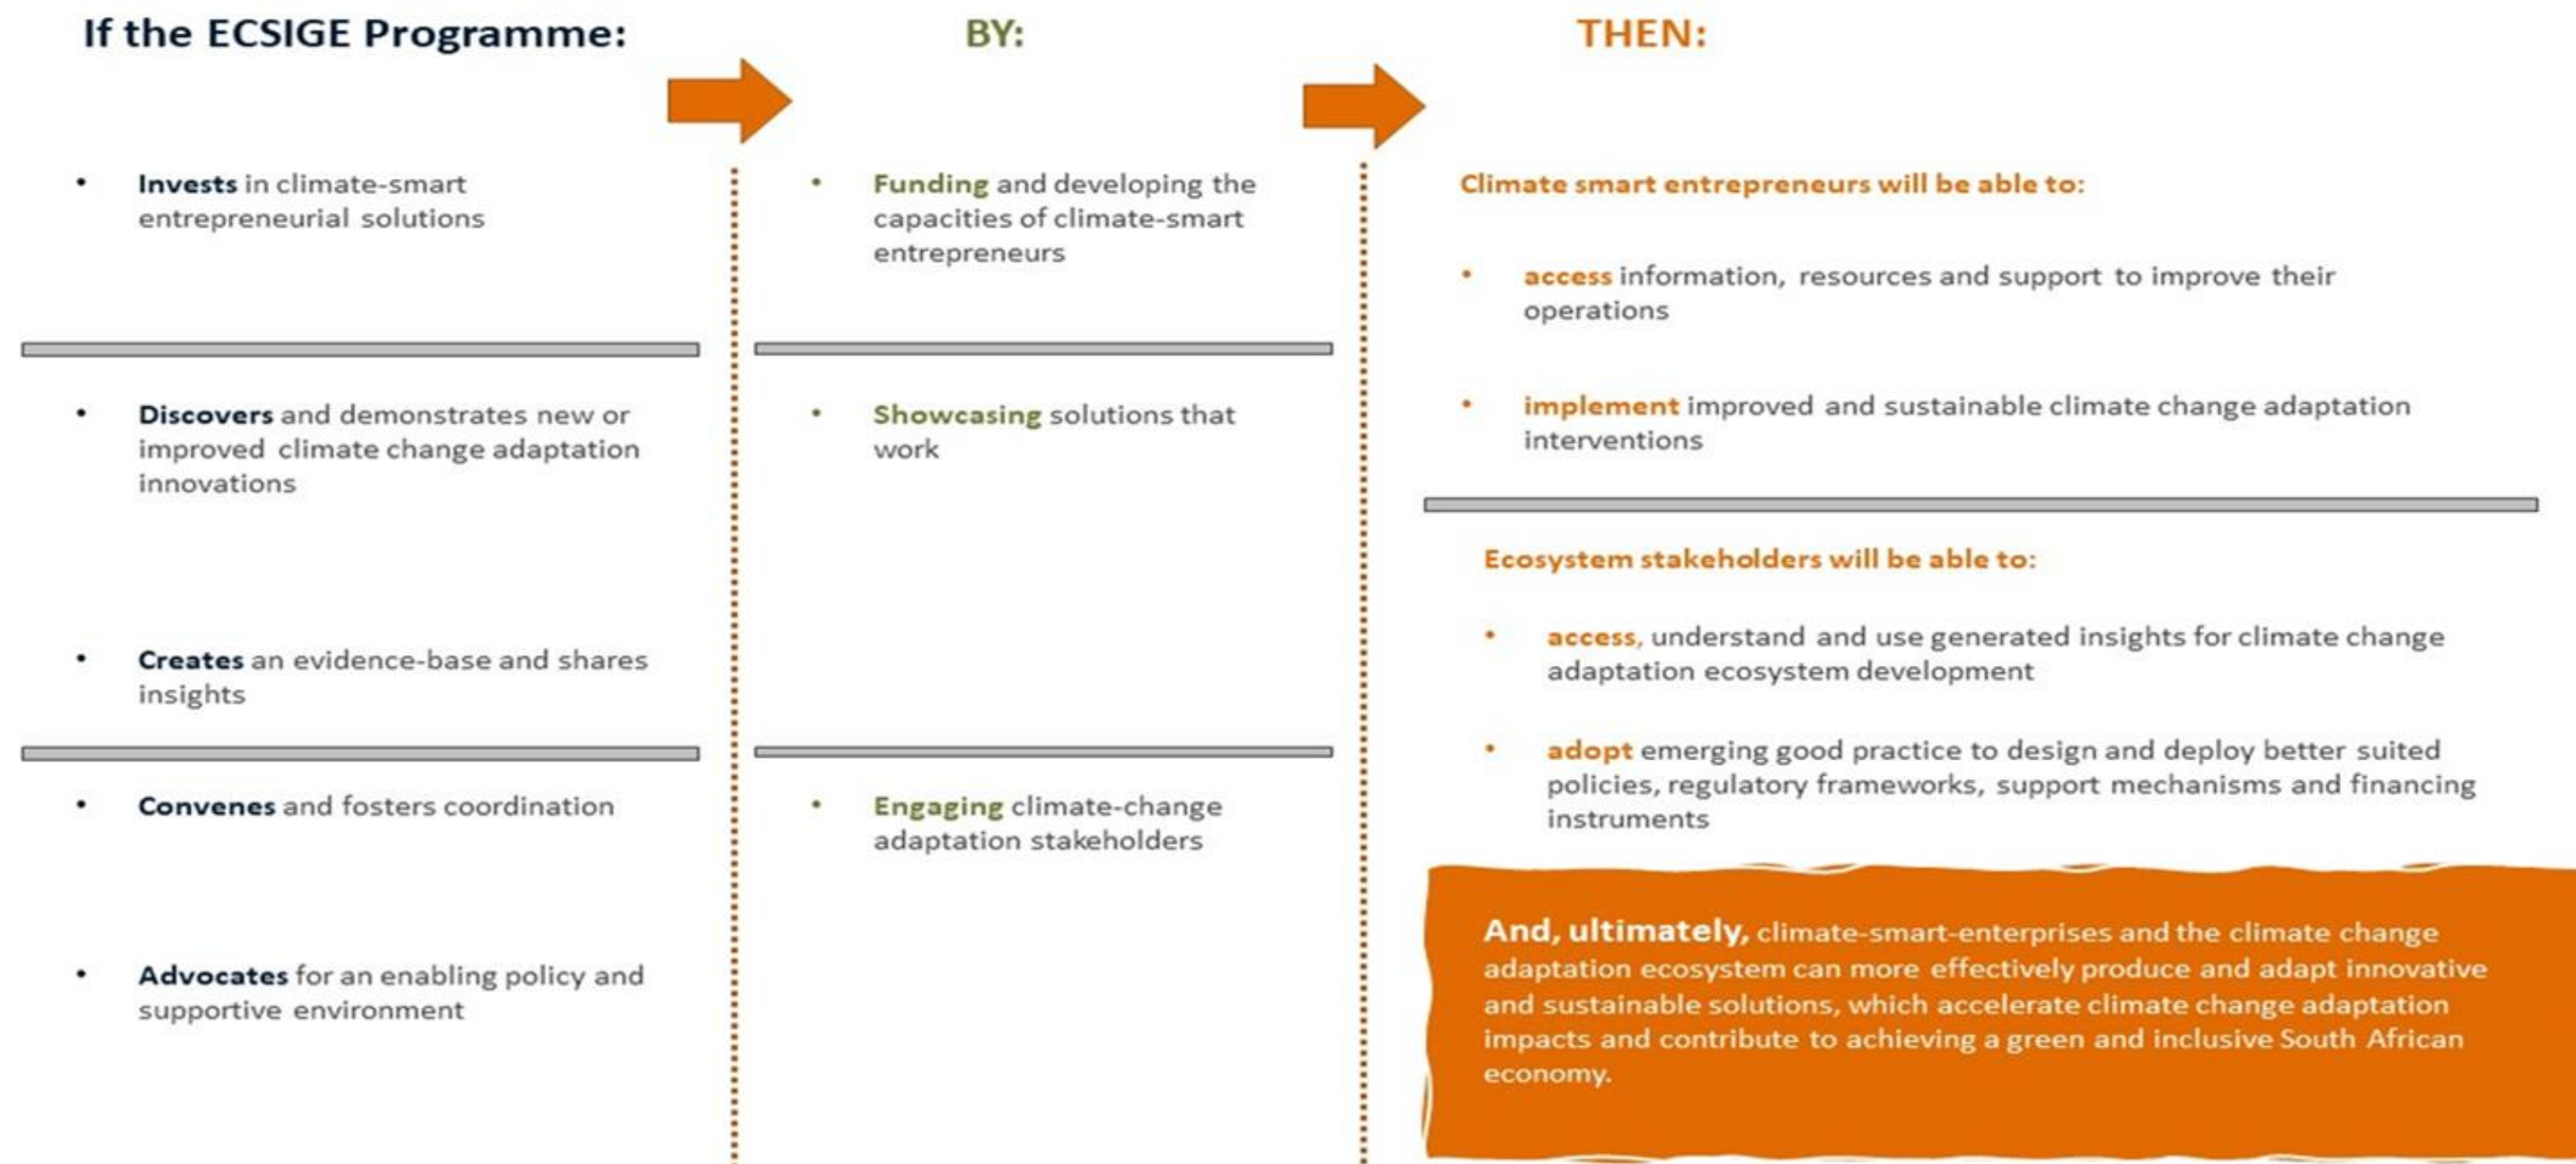 If the ECSIGE Programme:
BY:
THEN:
• Invests in climate-smart
entrepreneurial solutions
• Discovers and demonstrates new or
improved climate change adaptation
innovations
• Creates an evidence-base and shares
insights
• Convenes and fosters coordination
• Advocates for an enabling policy and
supportive environment
• Funding and developing the
capacities of climate-smart
entrepreneurs
• Showcasing solutions that
work
• Engaging climate-change
adaptation stakeholders
Climate smart entrepreneurs will be able to:
• access information, resources and support to improve their
operations
• implement improved and sustainable climate change adaptation
interventions
Ecosystem stakeholders will be able to:
• access, understand and use generated insights for climate change
adaptation ecosystem development
• adopt emerging good practice to design and deploy better suited
policies, regulatory frameworks, support mechanisms and financing
instruments
And, ultimately, climate-smart-enterprises and the climate change
adaptation ecosystem can more effectively produce and adapt innovative
and sustainable solutions, which accelerate climate change adaptation
impacts and contribute to achieving a green and inclusive South African
economy.